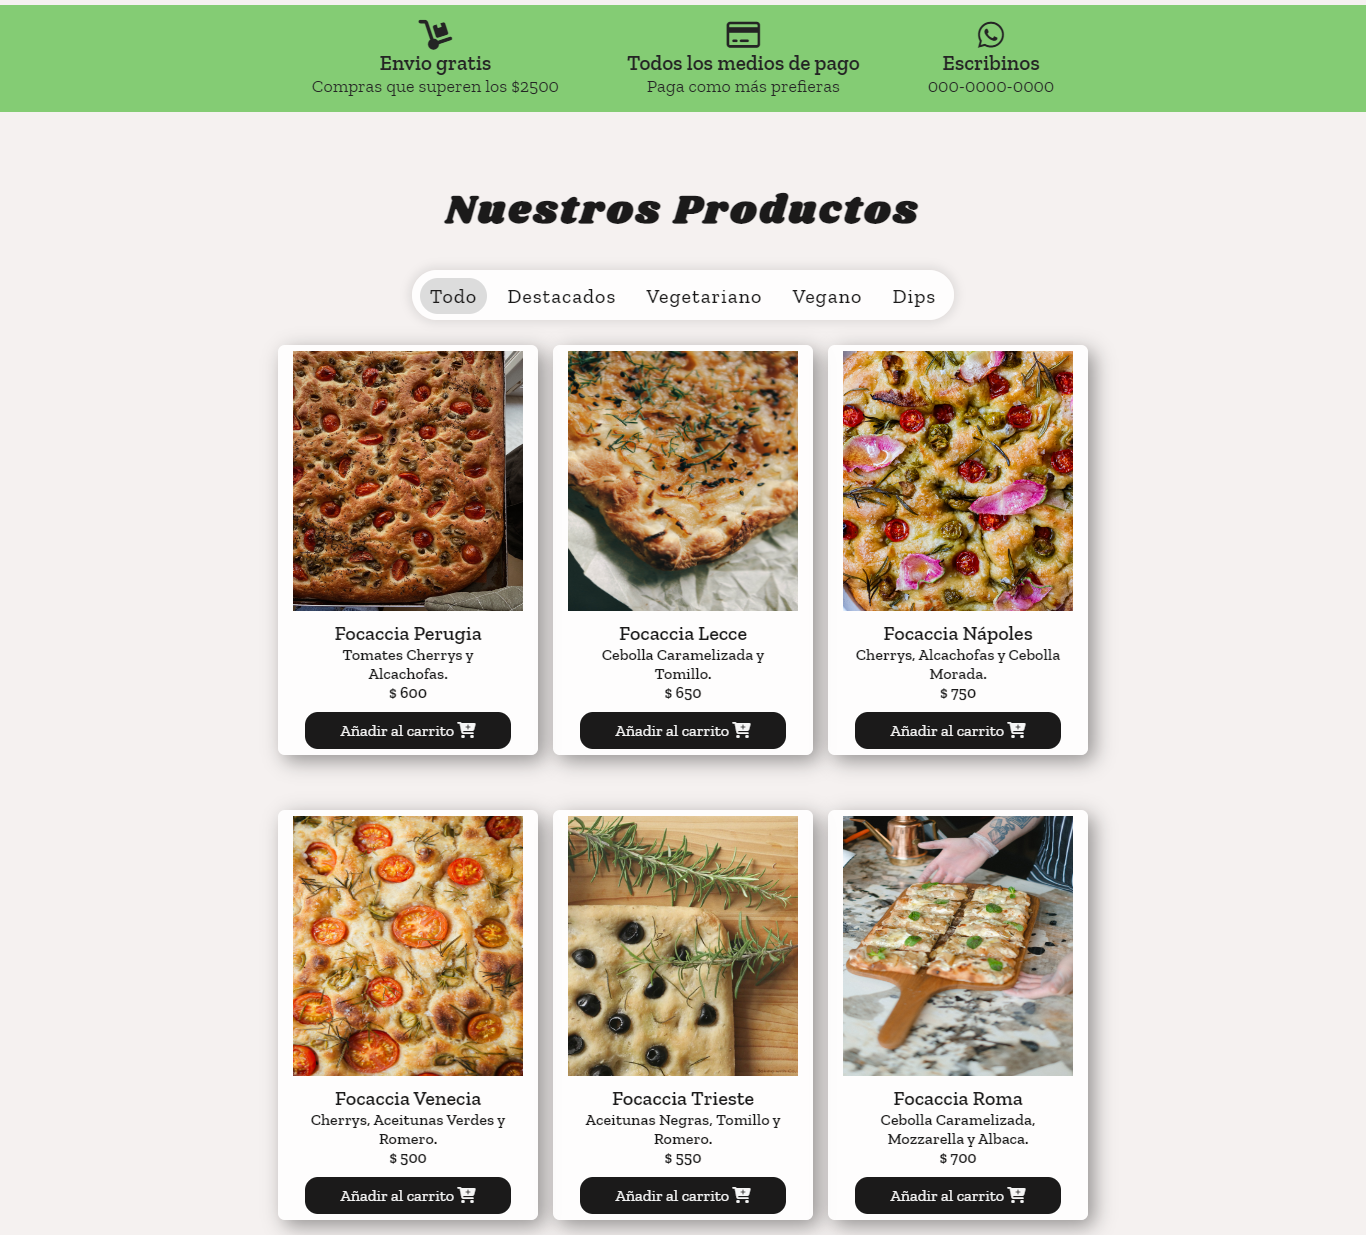 Envio gratis
Compras que superen los $2500
Todos los medios de pago
Paga como más prefieras
Escribinos
000-0000-0000
Nuestros Productos
Todo Destacados Vegetariano Vegano Dips
Focaccia Perugia
Tomates Cherrys y
Alcachofas.
$ 600
Añadir al carrito
Focaccia Lecce
Cebolla Caramelizada y
Tomillo.
$ 650
Añadir al carrito
Focaccia Nápoles
Cherrys, Alcachofas y Cebolla
Morada.
$ 750
Añadir al carrito
Focaccia Venecia
Cherrys, Aceitunas Verdes y
Romero.
$ 500
Añadir al carrito
Focaccia Trieste
Aceitunas Negras, Tomillo y
Romero.
$ 550
Añadir al carrito
Focaccia Roma
Cebolla Caramelizada,
Mozzarella y Albaca.
$ 700
Añadir al carrito